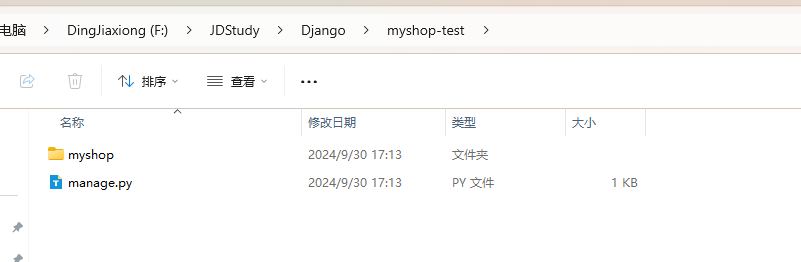 电脑 > DingJiaxiong (F:) > JDStudy > Django > myshop-test >
排序 查看 ...
名称 修改日期 类型 大小
myshop 2024/9/30 17:13 文件夹
manage.py 2024/9/30 17:13 PY 文件 1 KB